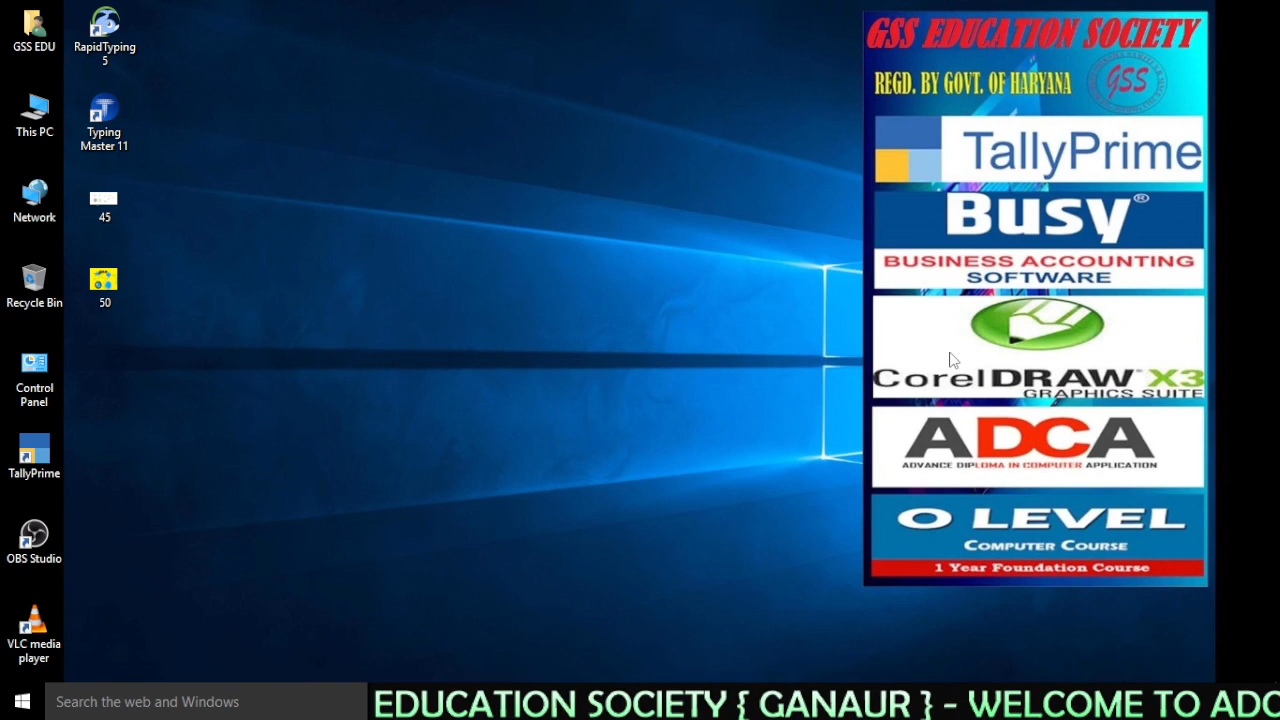 GSS EDU
RapidTyping
5
This PC
Typing
Master 11
Network
45
Recycle Bin
50
Control
Panel
TallyPrime
OBS Studio
VLC media
player
Search the web and Windows
GSS EDUCATION SOCIETY
REGD. BY GOVT. OF HARYANA
GSS
TallyPrime
Busy®
BUSINESS ACCOUNTING
SOFTWARE
CorelDRAW™ X3
GRAPHICS SUITE
ADCA
ADVANCE DIPLOMA IN COMPUTER APPLICATION
O LEVEL
COMPUTER COURSE
1 Year Foundation Course
EDUCATION SOCIETY { GANAUR } - WELCOME TO ADC